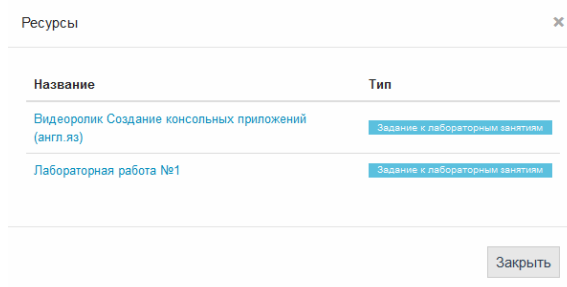 Ресурсы ×
Название Тип
Видеоролик Создание консольных приложений
(англ.яз)
Задание к лабораторным занятиям
Лабораторная работа №1 Задание к лабораторным занятиям
Закрыть